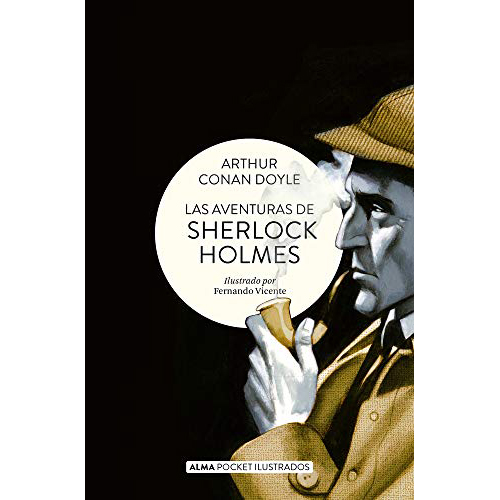 ARTHUR
CONAN DOYLE
LAS AVENTURAS DE
SHERLOCK
HOLMES
Ilustrado por
Fernando Vicente
ALMA POCKET ILUSTRADOS